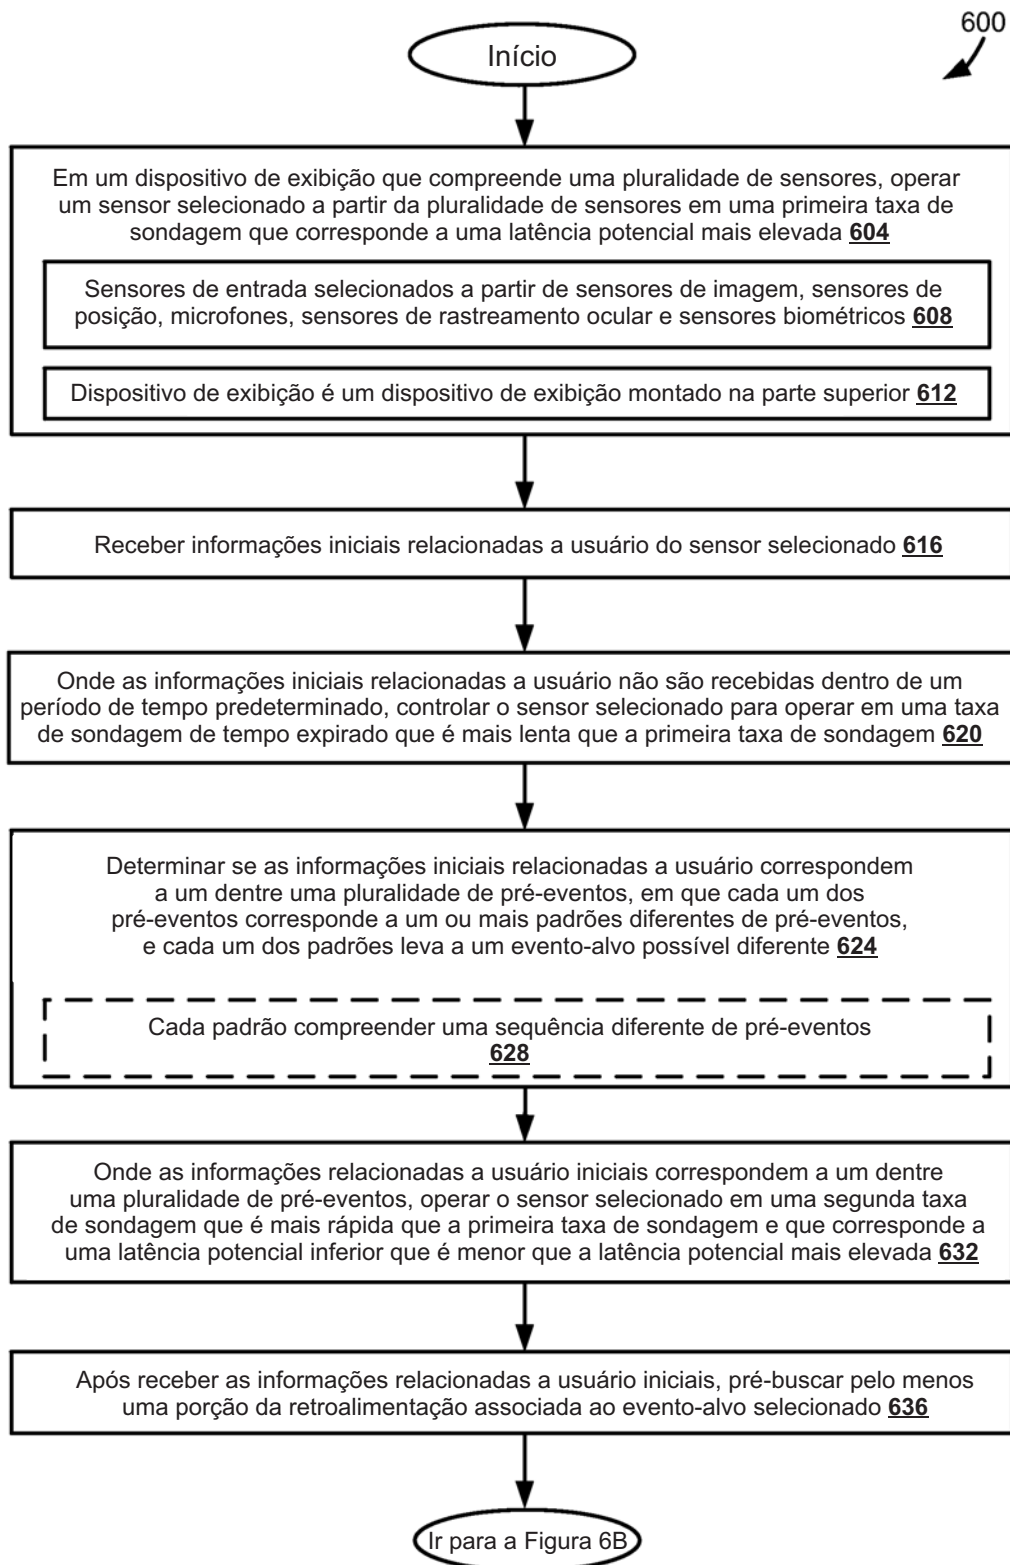 600
Início
Em um dispositivo de exibição que compreende uma pluralidade de sensores, operar
um sensor selecionado a partir da pluralidade de sensores em uma primeira taxa de
sondagem que corresponde a uma latência potencial mais elevada 604
Sensores de entrada selecionados a partir de sensores de imagem, sensores de
posição, microfones, sensores de rastreamento ocular e sensores biométricos 608
Dispositivo de exibição é um dispositivo de exibição montado na parte superior 612
Receber informações iniciais relacionadas a usuário do sensor selecionado 616
Onde as informações iniciais relacionadas a usuário não são recebidas dentro de um
período de tempo predeterminado, controlar o sensor selecionado para operar em uma taxa
de sondagem de tempo expirado que é mais lenta que a primeira taxa de sondagem 620
Determinar se as informações iniciais relacionadas a usuário correspondem
a um dentre uma pluralidade de pré-eventos, em que cada um dos
pré-eventos corresponde a um ou mais padrões diferentes de pré-eventos,
e cada um dos padrões leva a um evento-alvo possível diferente 624
Cada padrão compreender uma sequência diferente de pré-eventos
628
Onde as informações relacionadas a usuário iniciais correspondem a um dentre
uma pluralidade de pré-eventos, operar o sensor selecionado em uma segunda taxa
de sondagem que é mais rápida que a primeira taxa de sondagem e que corresponde a
uma latência potencial inferior que é menor que a latência potencial mais elevada 632
Após receber as informações relacionadas a usuário iniciais, pré-buscar pelo menos
uma porção da retroalimentação associada ao evento-alvo selecionado 636
Ir para a Figura 6B